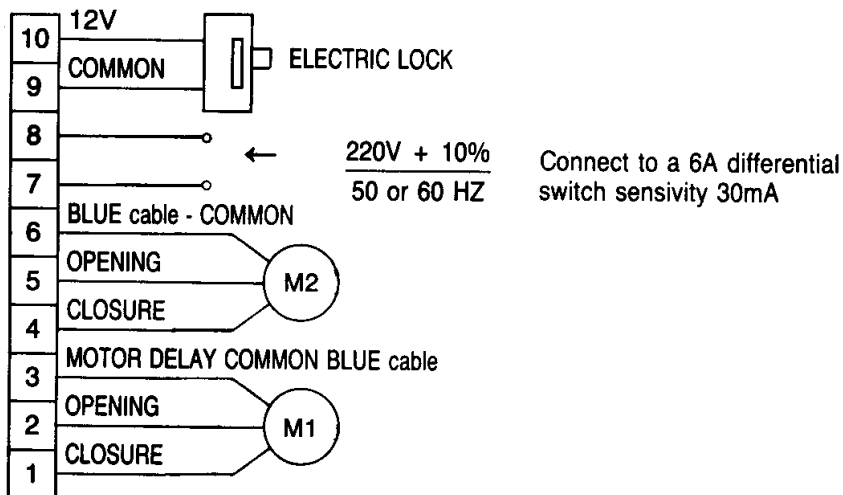 10 12V
9 COMMON
ELECTRIC LOCK
8
7
←
220V + 10%
50 or 60 HZ
Connect to a 6A differential
switch sensivity 30mA
6 BLUE cable - COMMON
5 OPENING
4 CLOSURE
M2
3 MOTOR DELAY COMMON BLUE cable
2 OPENING
1 CLOSURE
M1